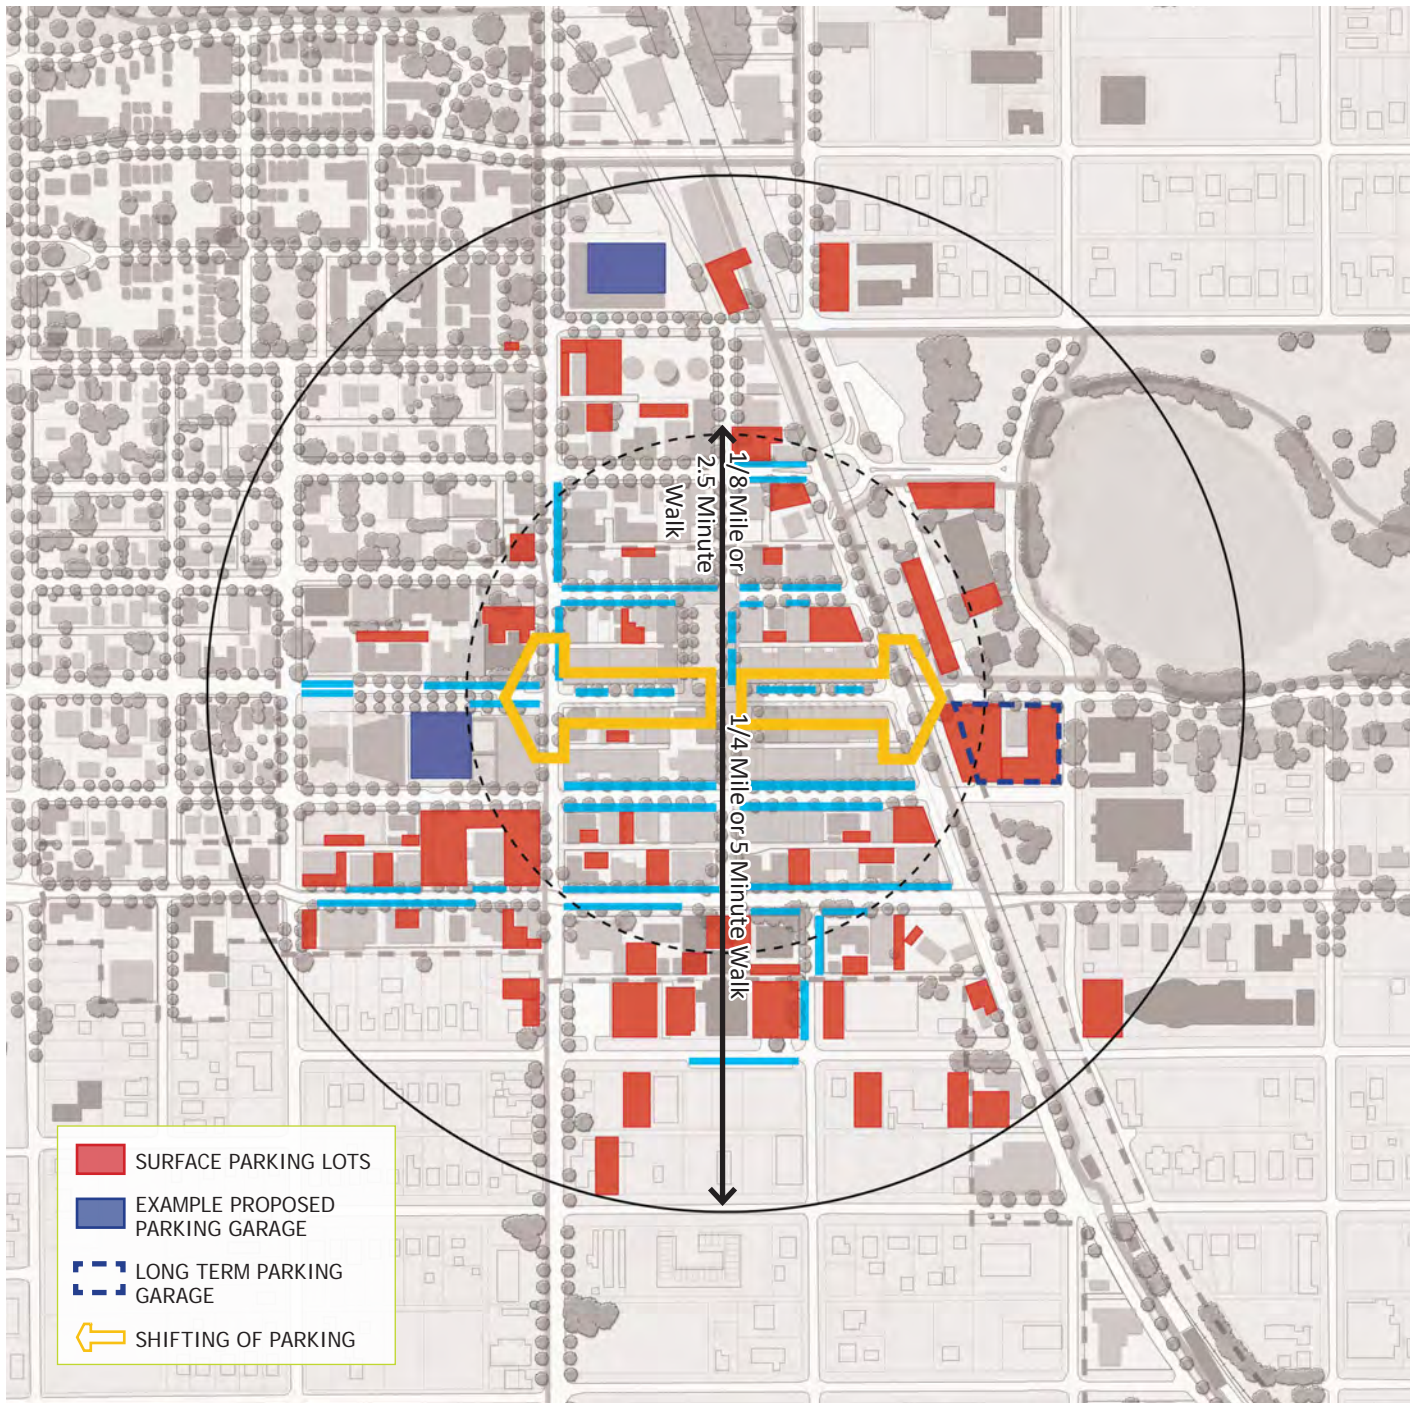 1/8 Mile or
2.5 Minute
Walk
1/4 Mile or 5 Minute Walk
SURFACE PARKING LOTS
EXAMPLE PROPOSED
PARKING GARAGE
LONG TERM PARKING
GARAGE
SHIFTING OF PARKING